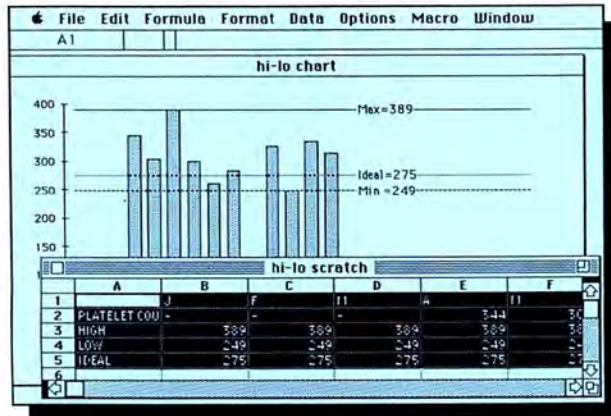 File Edit Formula Format Data Options Macro Window
A1
hi-lo chart
400
350
300
250
200
150
Max=389
Ideal=275
Min=249
hi-lo scratch
A B C D E F
1 J F M A M
2 PLATELET COU - - - 344 30
3 HIGH 389 389 389 389 38
4 LOW 249 249 249 249
5 IDEAL 275 275 275 275
6